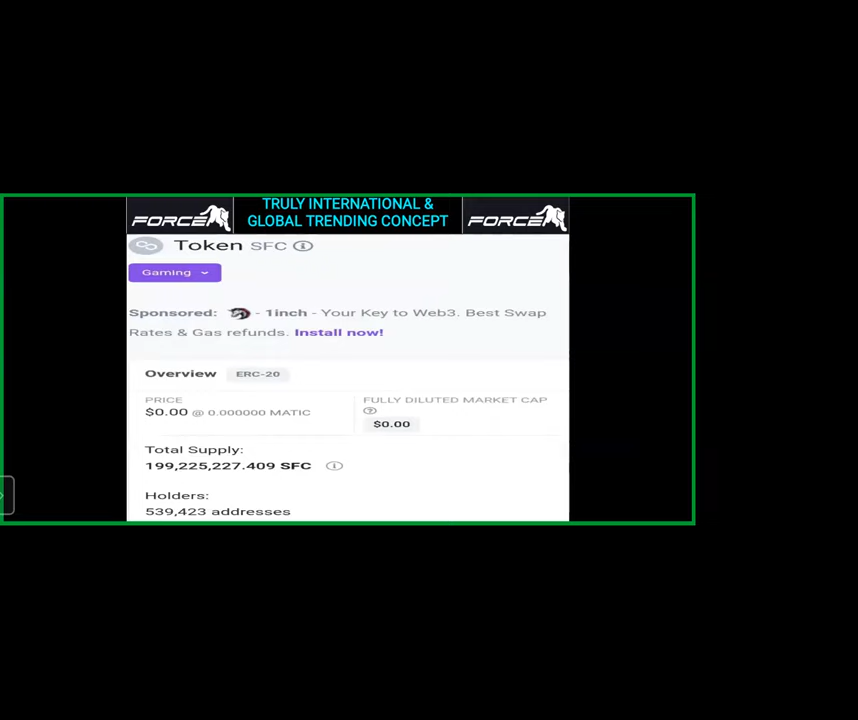 FORCE
TRULY INTERNATIONAL &
GLOBAL TRENDING CONCEPT
FORCE
Token SFC
Gaming
Sponsored: - 1inch - Your Key to Web3. Best Swap
Rates & Gas refunds. Install now!
Overview ERC-20
PRICE
$0.00 @ 0.000000 MATIC
FULLY DILUTED MARKET CAP
$0.00
Total Supply:
199,225,227.409 SFC
Holders:
539,423 addresses